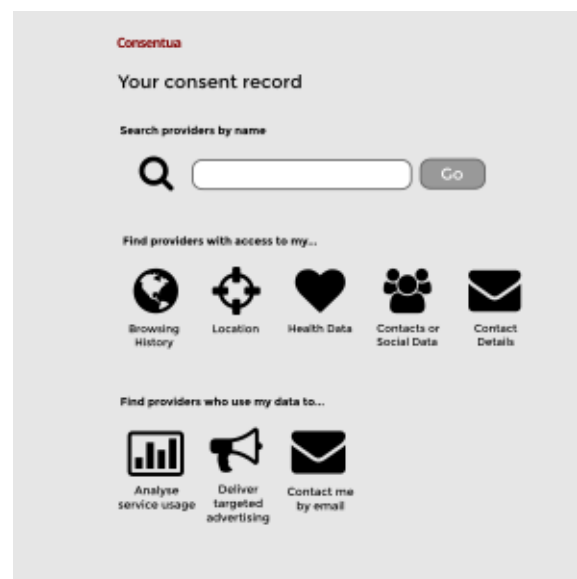 Consentua
Your consent record
Search providers by name
Go
Find providers with access to my...
Browsing
History
Location
Health Data
Contacts or
Social Data
Contact
Details
Find providers who use my data to...
Analyse
service usage
Deliver
targeted
advertising
Contact me
by email